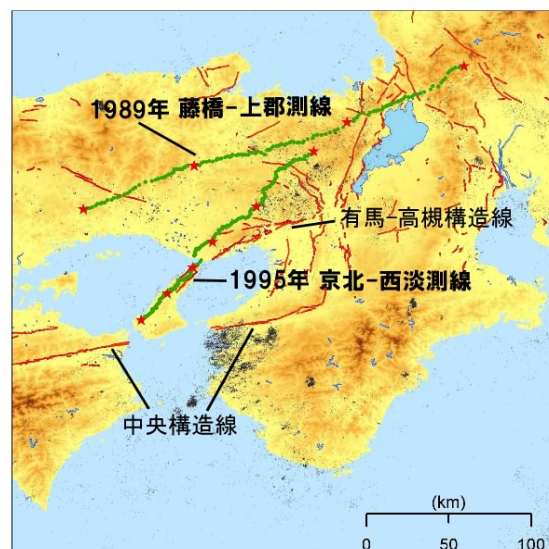 1989年 藤橋-上郡測線
有馬-高槻構造線
1995年 京北-西淡測線
中央構造線
(km)
0 50 100